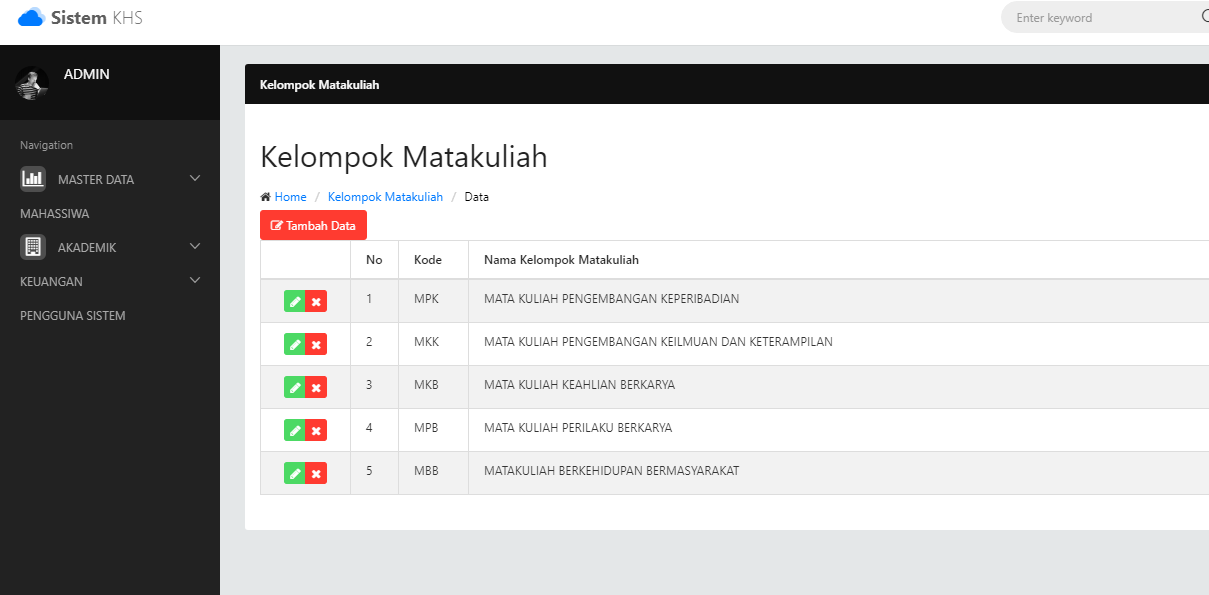 Sistem KHS
Enter keyword
ADMIN
Navigation
MASTER DATA
MAHASSIWA
AKADEMIK
KEUANGAN
PENGGUNA SISTEM
Kelompok Matakuliah
Kelompok Matakuliah
Home / Kelompok Matakuliah / Data
Tambah Data
No Kode Nama Kelompok Matakuliah
1 MPK MATA KULIAH PENGEMBANGAN KEPERIBADIAN
2 MKK MATA KULIAH PENGEMBANGAN KEILMUAN DAN KETERAMPILAN
3 MKB MATA KULIAH KEAHLIAN BERKARYA
4 MPB MATA KULIAH PERILAKU BERKARYA
5 MBB MATAKULIAH BERKEHIDUPAN BERMASYARAKAT